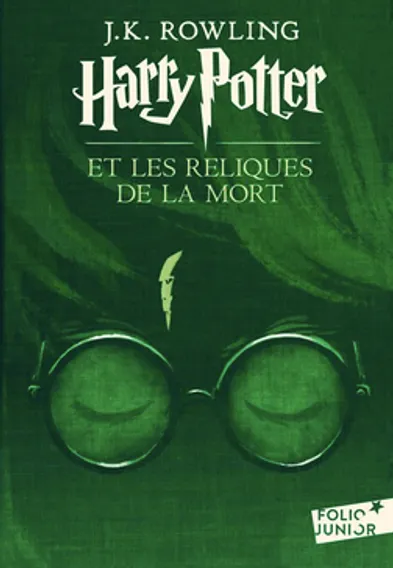 J.K. ROWLING
Harry Potter
ET LES RELIQUES
DE LA MORT
FOLIO
JUNIOR